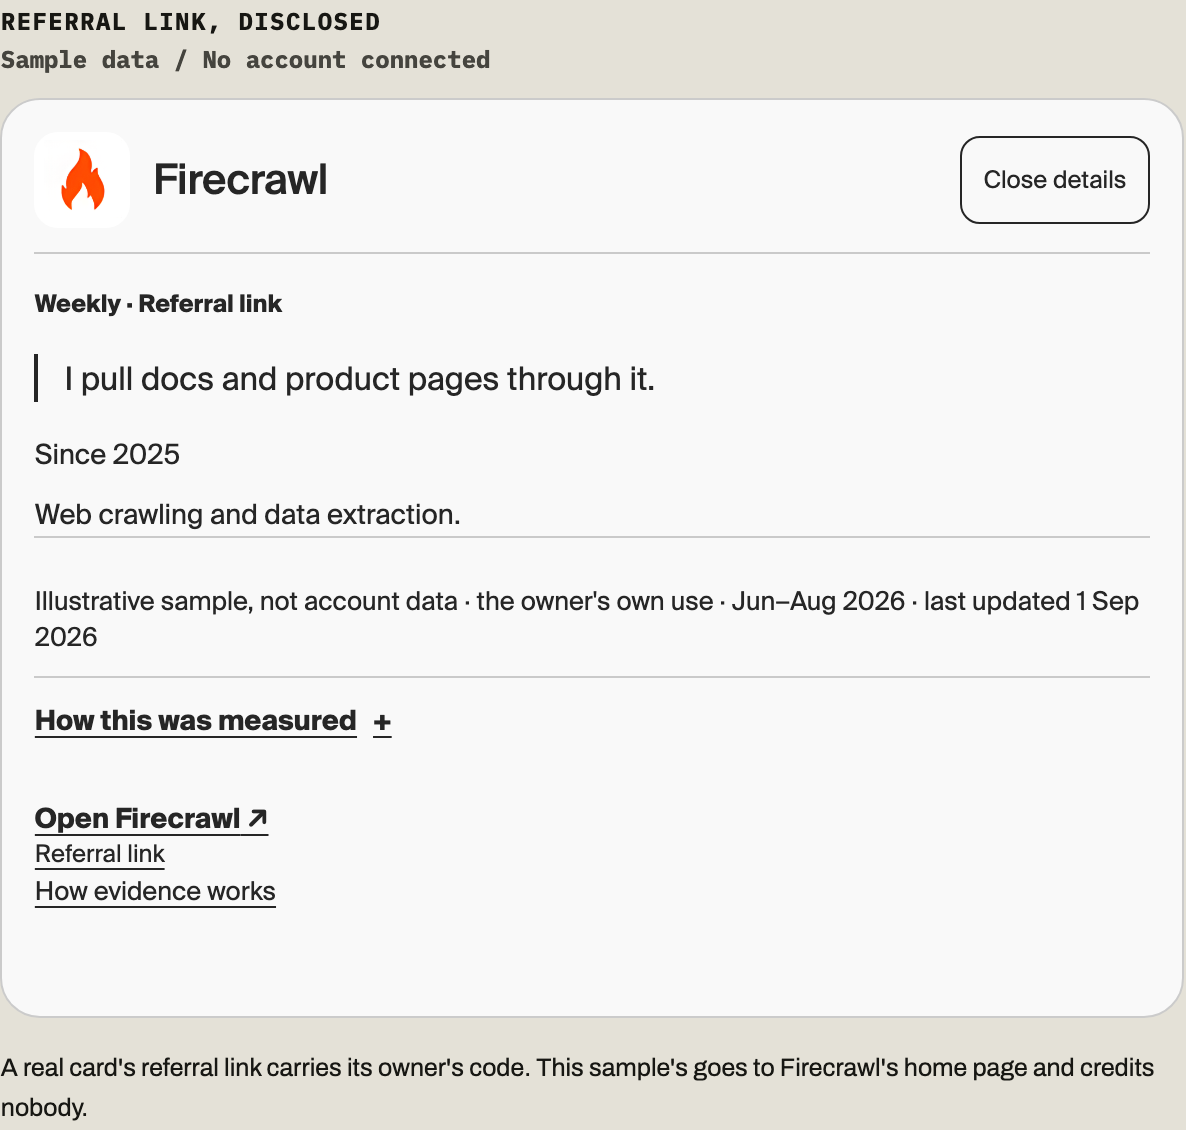 REFERRAL LINK, DISCLOSED
Sample data / No account connected
Firecrawl
Close details
Weekly · Referral link
I pull docs and product pages through it.
Since 2025
Web crawling and data extraction.
Illustrative sample, not account data · the owner's own use · Jun–Aug 2026 · last updated 1 Sep
2026
How this was measured +
Open Firecrawl ↗
Referral link
How evidence works
A real card's referral link carries its owner's code. This sample's goes to Firecrawl's home page and credits
nobody.